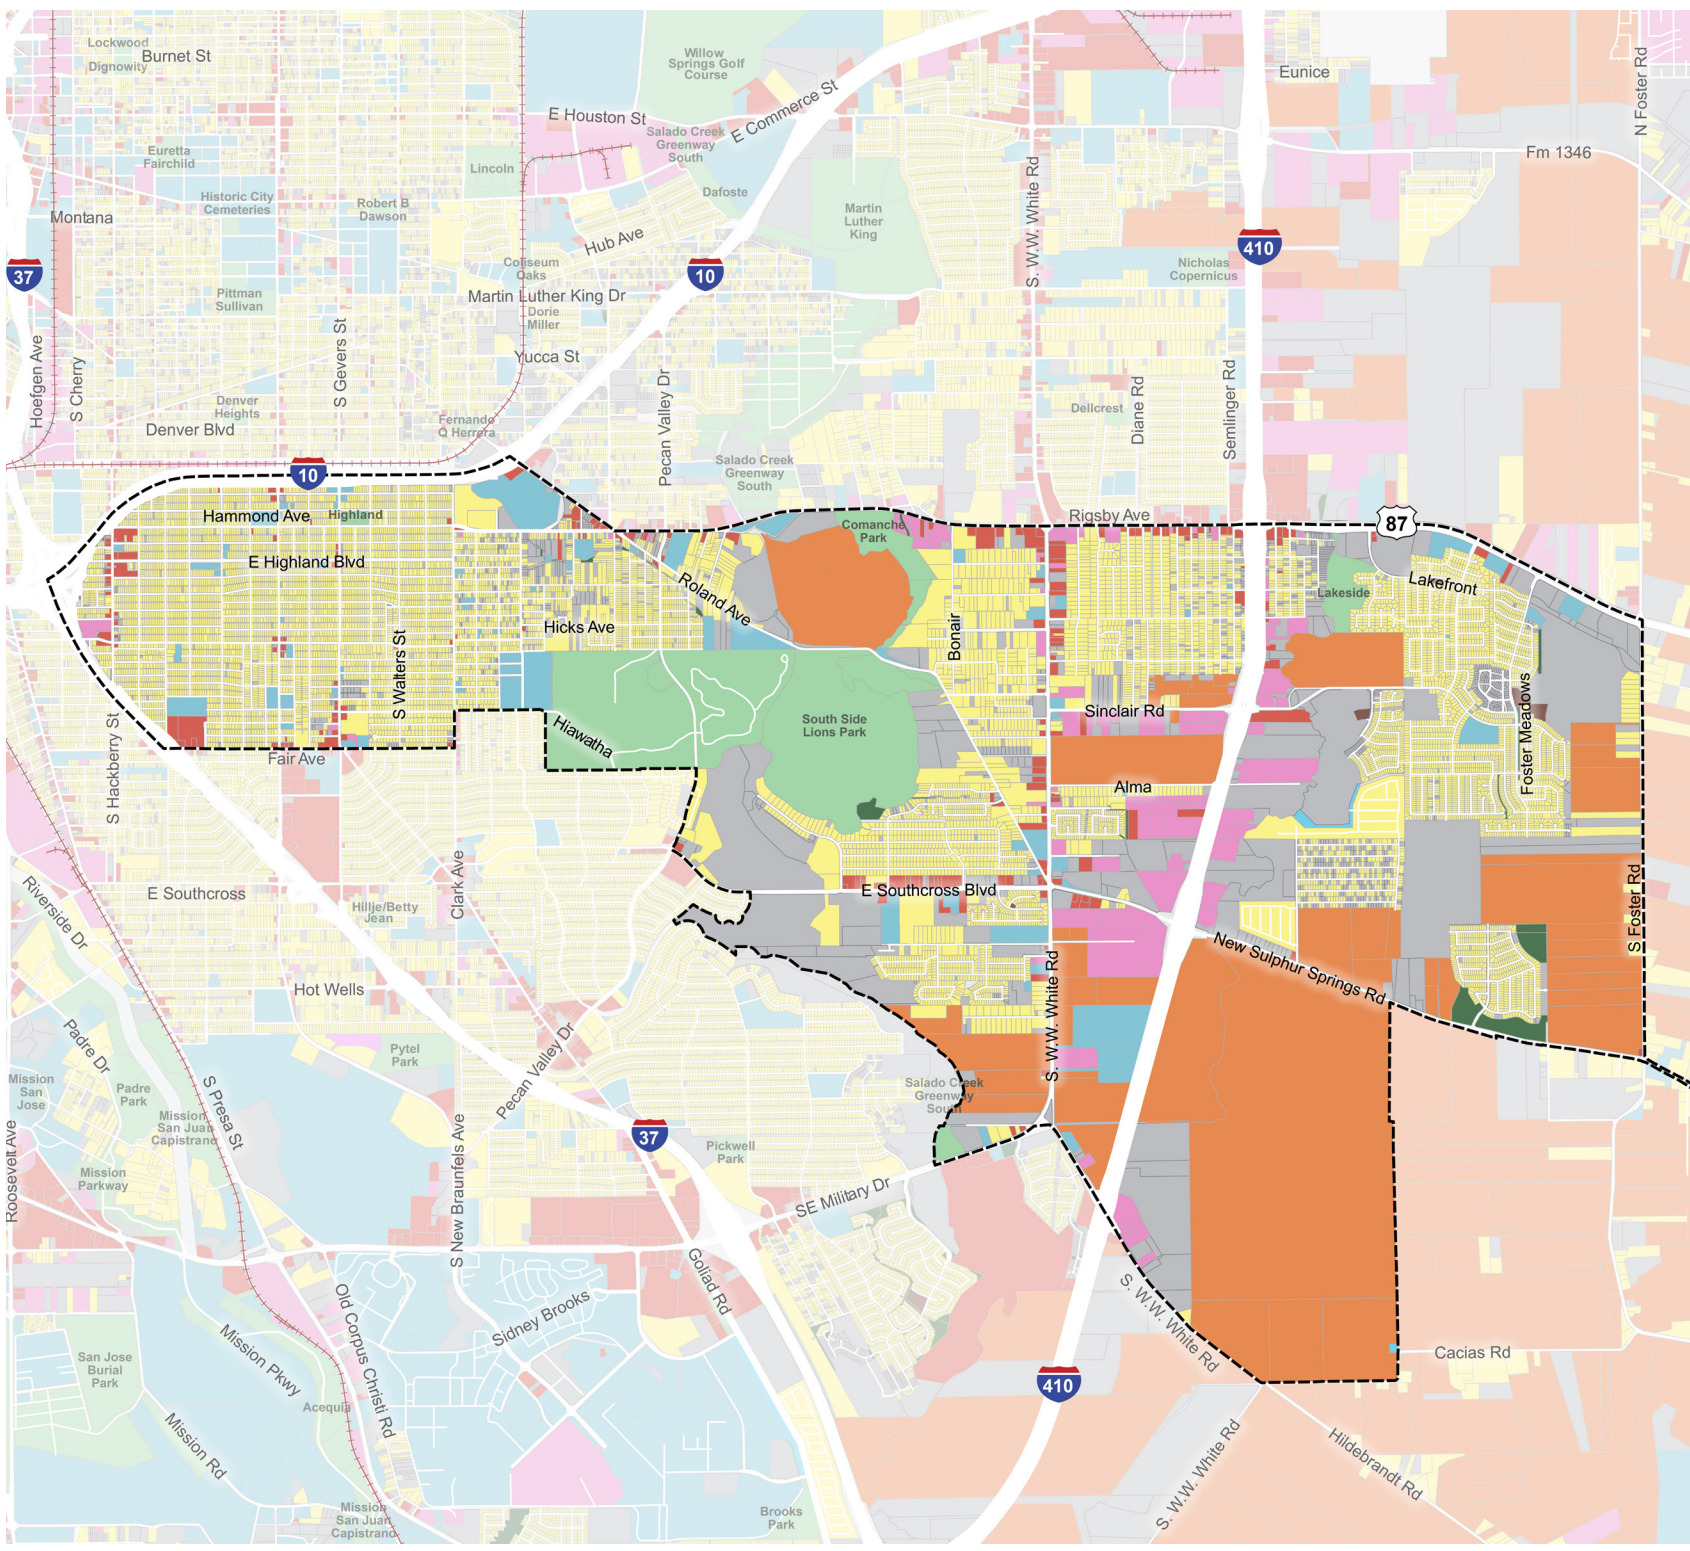 Lockwood
Dignowity
Burnet St
Willow
Springs Golf
Course
Eunice
N Foster Rd
E Houston St
E Commerce St
Salado Creek
Greenway
South
Euretta
Fairchild
Lincoln
Fm 1346
Historic City
Cemeteries
Robert B
Dawson
Dafoste
Martin
Luther
King
S. W.W. White Rd
Montana
Hub Ave
410
37
Coliseum
Oaks
10
Nicholas
Copernicus
Pittman
Sullivan
Martin Luther King Dr
Dorie
Miller
Hoefgen Ave
S Cherry
S Gevers St
Yucca St
Pecan Valley Dr
Diane Rd
Semlinger Rd
Denver
Heights
Denver Blvd
Fernando
Q Herrera
Dellcrest
10
Salado Creek
Greenway
South
Hammond Ave
Highland
Rigsby Ave
87
Comanche
Park
E Highland Blvd
Roland Ave
Lakefront
Lakeside
Hicks Ave
Bonair
S Walters St
Foster Meadows
Hiawatha
South Side
Lions Park
Sinclair Rd
S Hackberry St
Fair Ave
Alma
Riverside Dr
E Southcross
Clark Ave
Hillje/Betty
Jean
E Southcross Blvd
S Foster Rd
New Sulphur Springs Rd
Hot Wells
S. W.W. White Rd
Padre Dr
Pytel
Park
Pecan Valley Dr
Mission
San
Jose
Padre
Park
S Presa St
Salado Creek
Greenway
South
Mission
San Juan
Capistrano
Roosevelt Ave
S New Braunfels Ave
37
Pickwell
Park
Mission
Parkway
SE Military Dr
Goliad Rd
S. W.W. White Rd
Old Corpus Christi Rd
Sidney Brooks
Mission Pkwy
San Jose
Burial
Park
Cacias Rd
410
Acequia
Mission Rd
S. W.W. White Rd
Hildebrandt Rd
Mission
San Juan
Capistrano
Brooks
Park